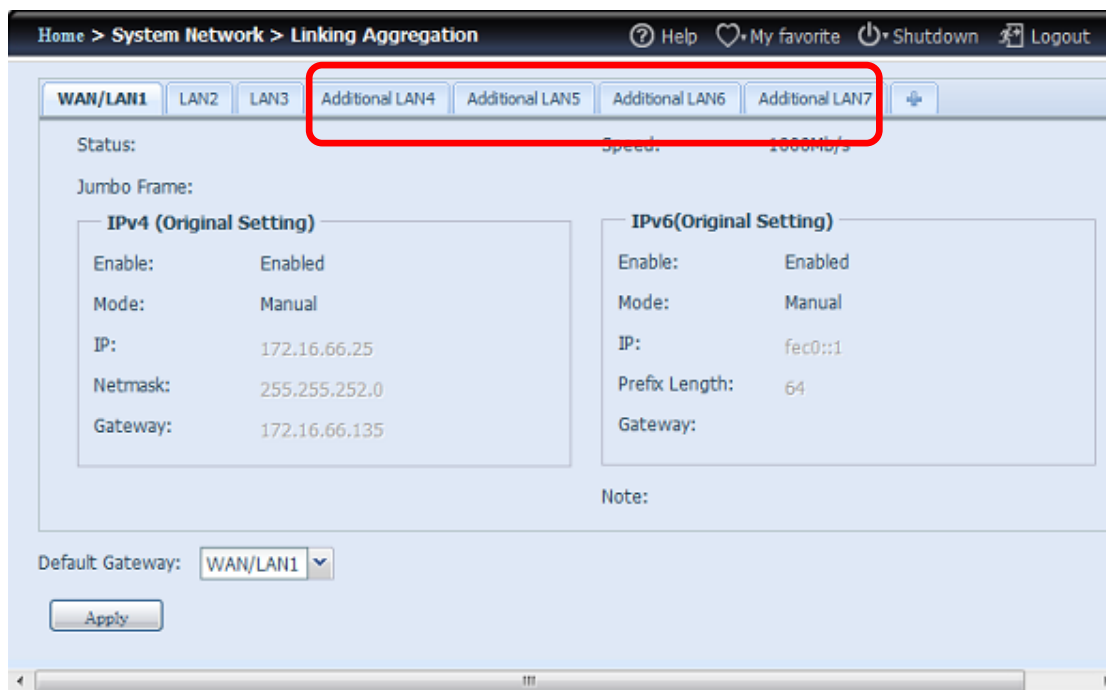 Home > System Network > Linking Aggregation Help My favorite Shutdown Logout
WAN/LAN1 LAN2 LAN3 Additional LAN4 Additional LAN5 Additional LAN6 Additional LAN7
Status: Speed: 1000Mb/s
Jumbo Frame:
IPv4 (Original Setting) IPv6(Original Setting)
Enable: Enabled Enable: Enabled
Mode: Manual Mode: Manual
IP: 172.16.66.25 IP: fec0::1
Netmask: 255.255.252.0 Prefix Length: 64
Gateway: 172.16.66.135 Gateway:
Note:
Default Gateway: WAN/LAN1
Apply